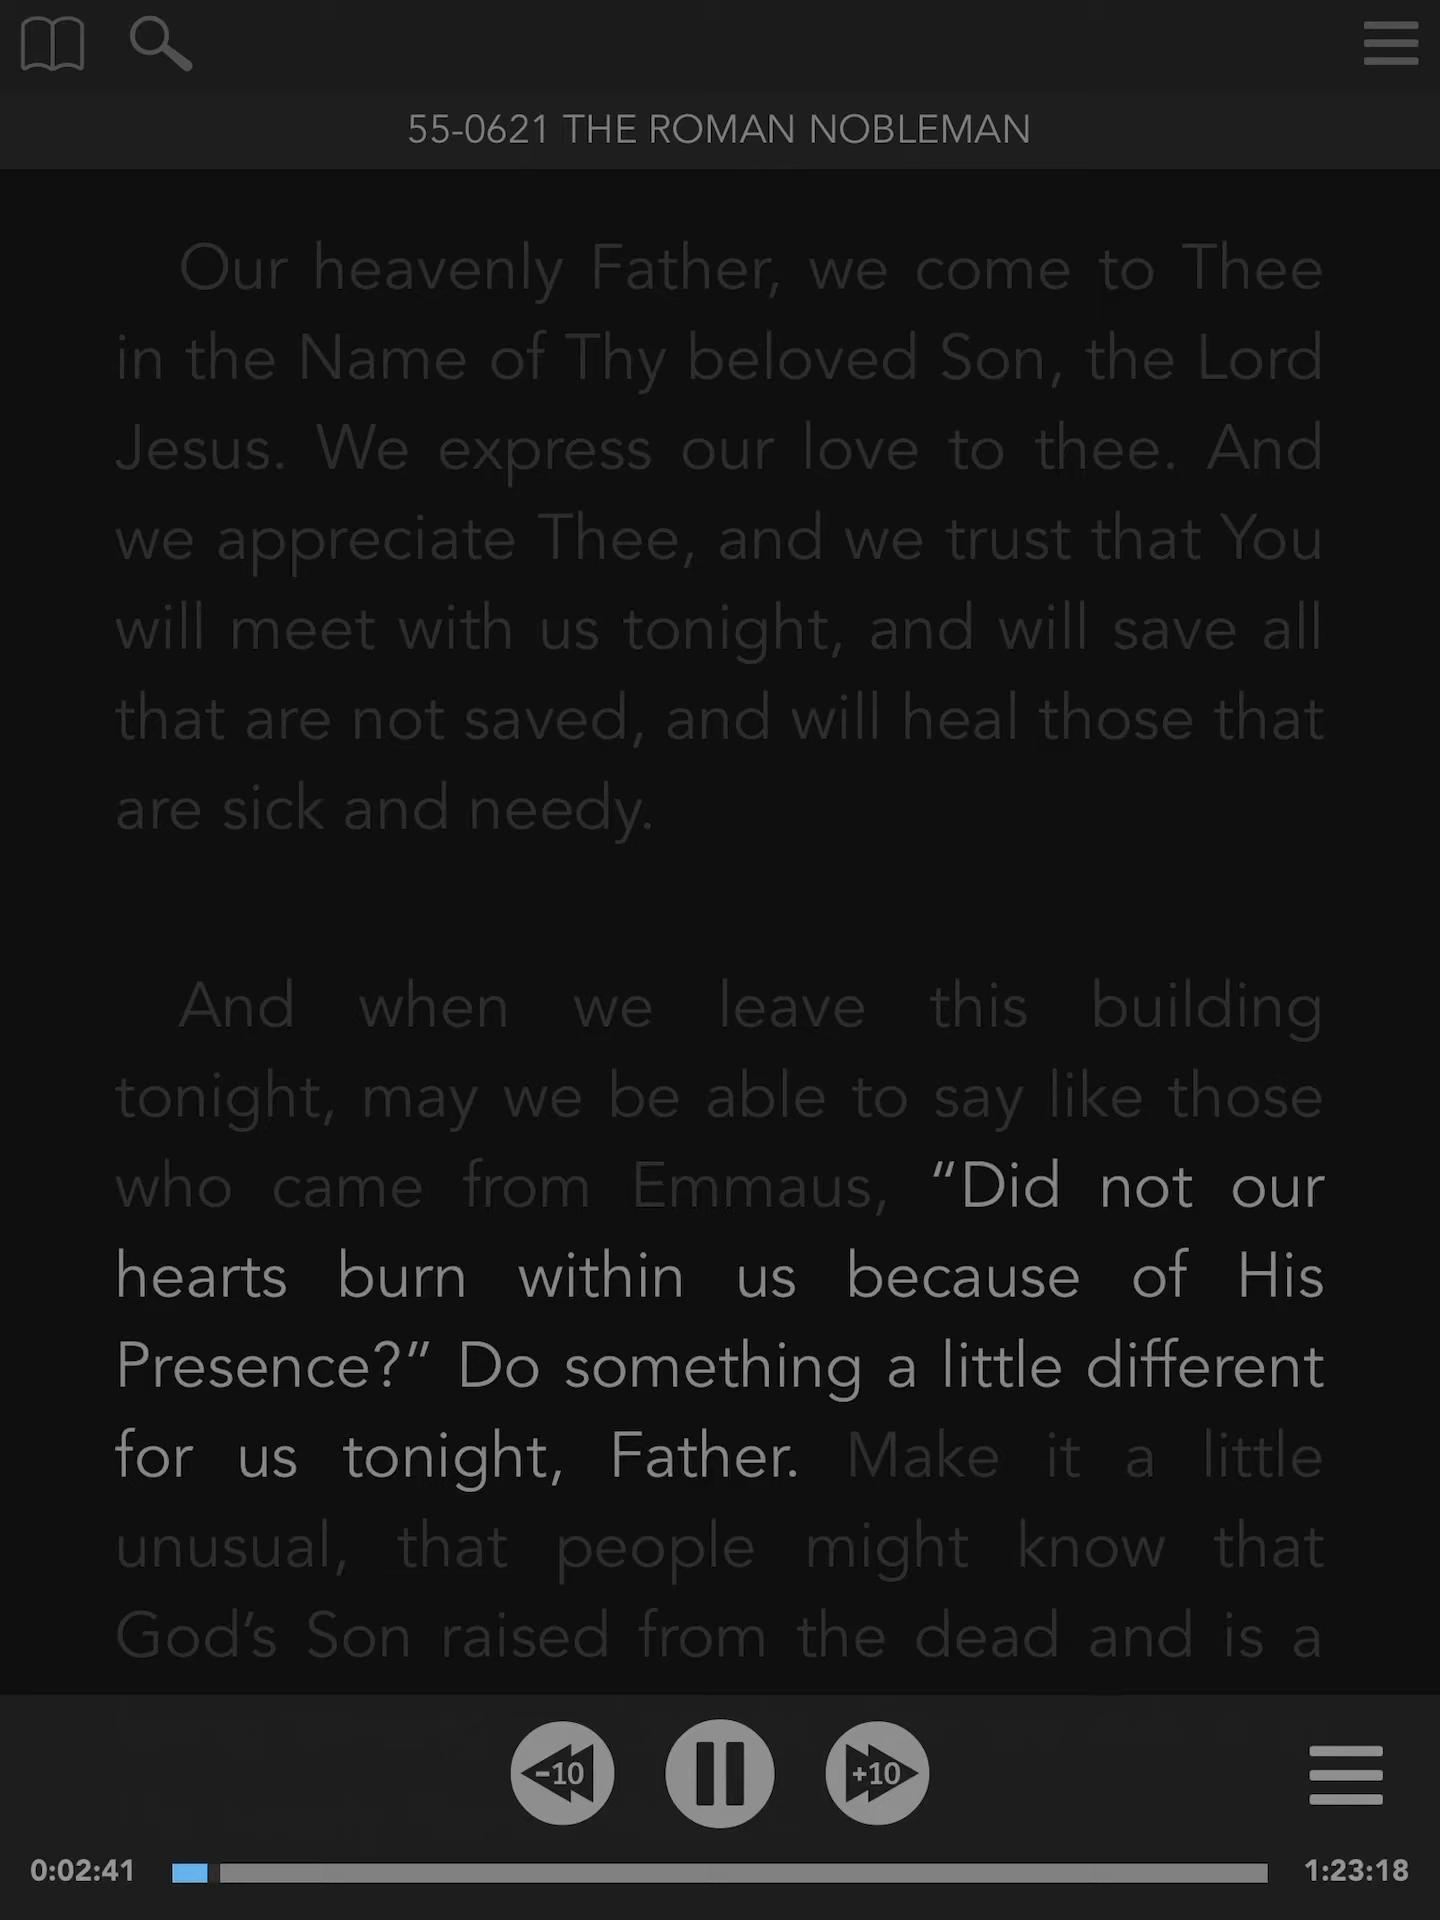 55-0621 THE ROMAN NOBLEMAN
Our heavenly Father, we come to Thee
in the Name of Thy beloved Son, the Lord
Jesus. We express our love to thee. And
we appreciate Thee, and we trust that You
will meet with us tonight, and will save all
that are not saved, and will heal those that
are sick and needy.
And when we leave this building
tonight, may we be able to say like those
who came from Emmaus, “Did not our
hearts burn within us because of His
Presence?” Do something a little different
for us tonight, Father. Make it a little
unusual, that people might know that
God’s Son raised from the dead and is a
-10
+10
0:02:41
1:23:18